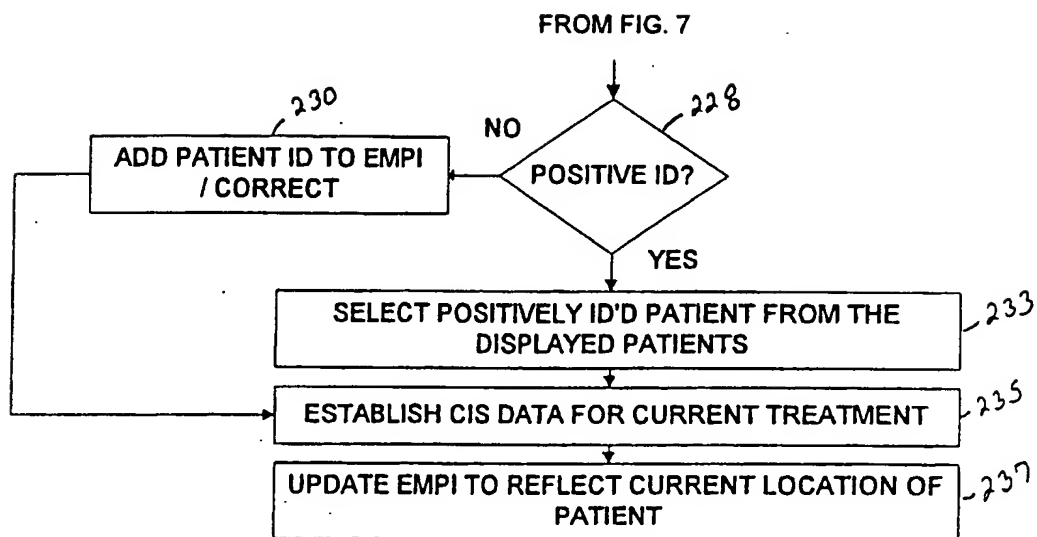 FROM FIG. 7
228
POSITIVE ID?
NO
230
ADD PATIENT ID TO EMPI
/ CORRECT
YES
SELECT POSITIVELY ID'D PATIENT FROM THE
DISPLAYED PATIENTS
233
ESTABLISH CIS DATA FOR CURRENT TREATMENT
235
UPDATE EMPI TO REFLECT CURRENT LOCATION OF
PATIENT
237